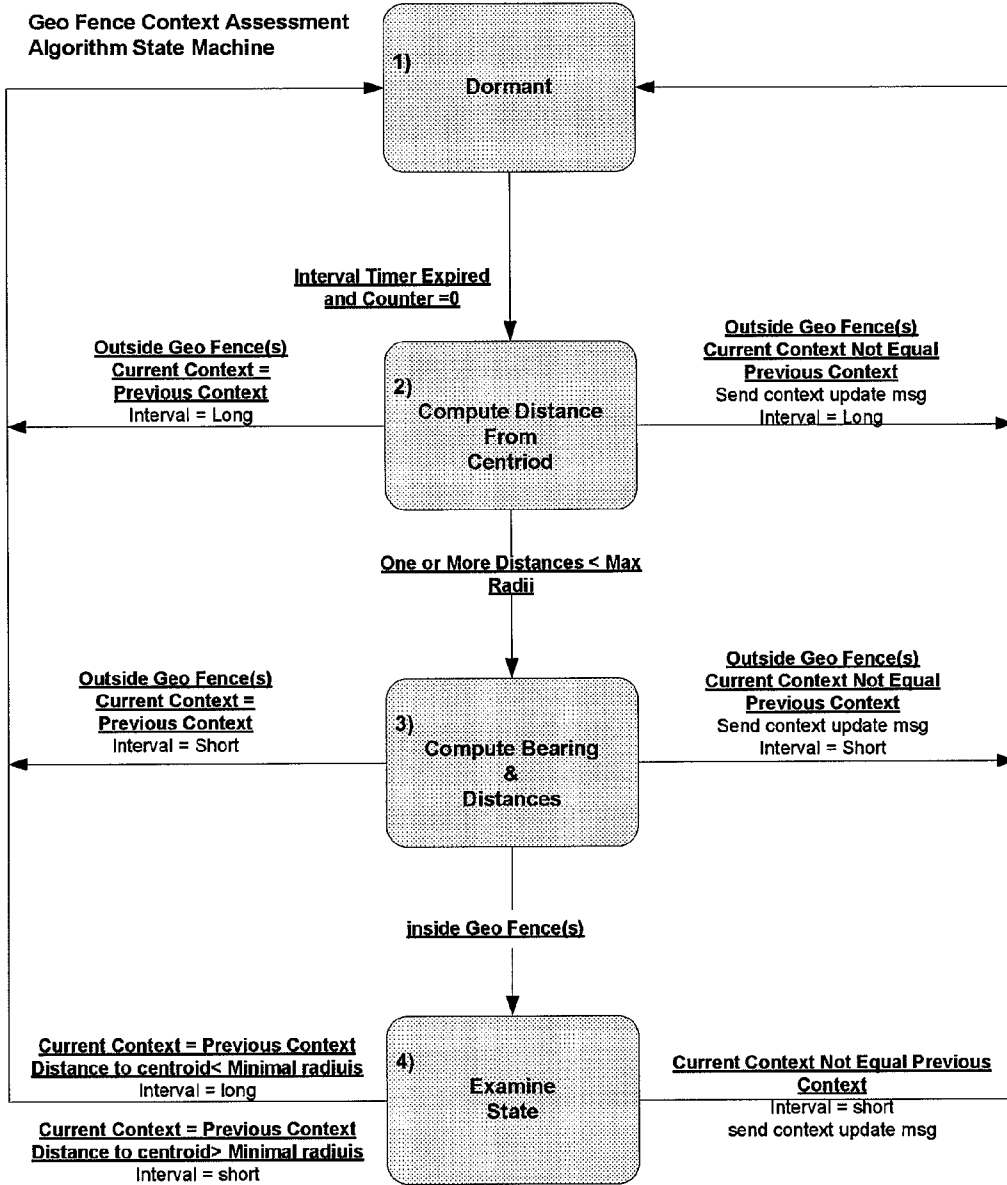 Geo Fence Context Assessment
Algorithm State Machine
1)
Dormant
Interval Timer Expired
and Counter =0
Outside Geo Fence(s)
Current Context =
Previous Context
Interval = Long
2)
Compute Distance
From
Centriod
Outside Geo Fence(s)
Current Context Not Equal
Previous Context
Send context update msg
Interval = Long
One or More Distances < Max
Radii
Outside Geo Fence(s)
Current Context =
Previous Context
Interval = Short
3)
Compute Bearing
&
Distances
Outside Geo Fence(s)
Current Context Not Equal
Previous Context
Send context update msg
Interval = Short
inside Geo Fence(s)
Current Context = Previous Context
Distance to centroid< Minimal radiuis
Interval = long
Current Context = Previous Context
Distance to centroid> Minimal radiuis
Interval = short
4)
Examine
State
Current Context Not Equal Previous
Context
Interval = short
send context update msg